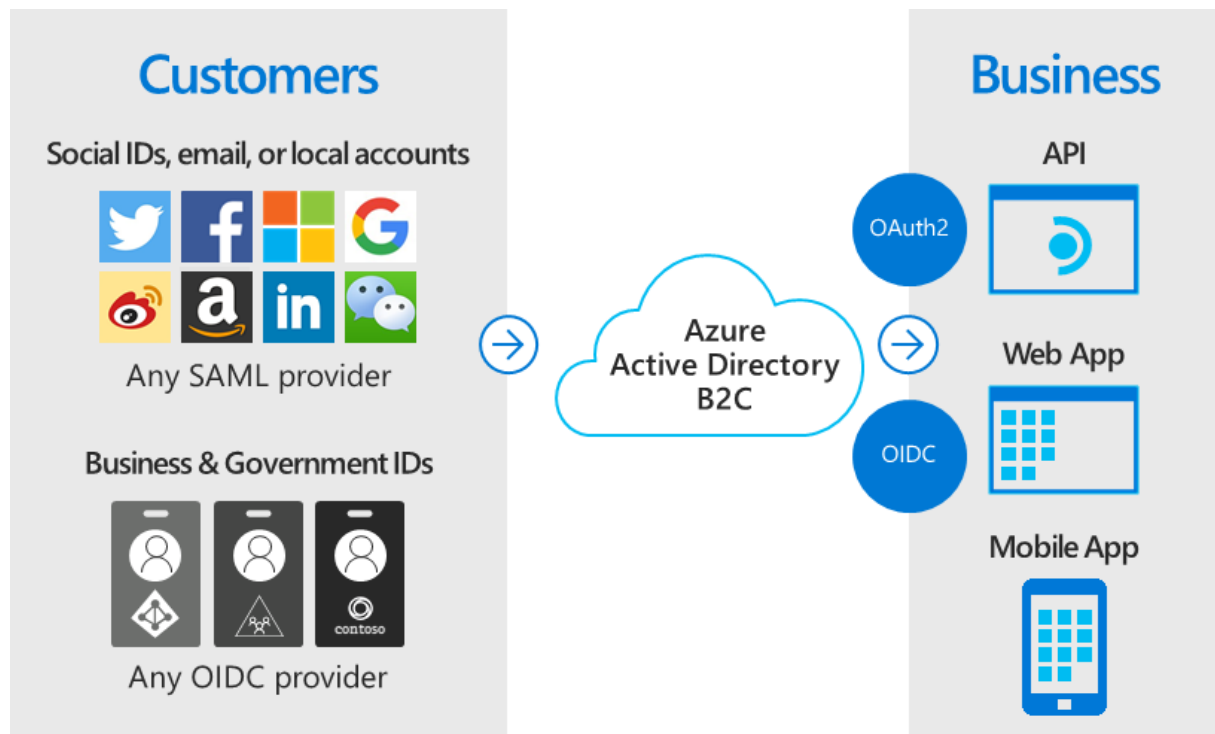 Customers
Social IDs, email, or local accounts
Any SAML provider
Business & Government IDs
contoso
Any OIDC provider
Azure
Active Directory
B2C
OAuth2
OIDC
Business
API
Web App
Mobile App